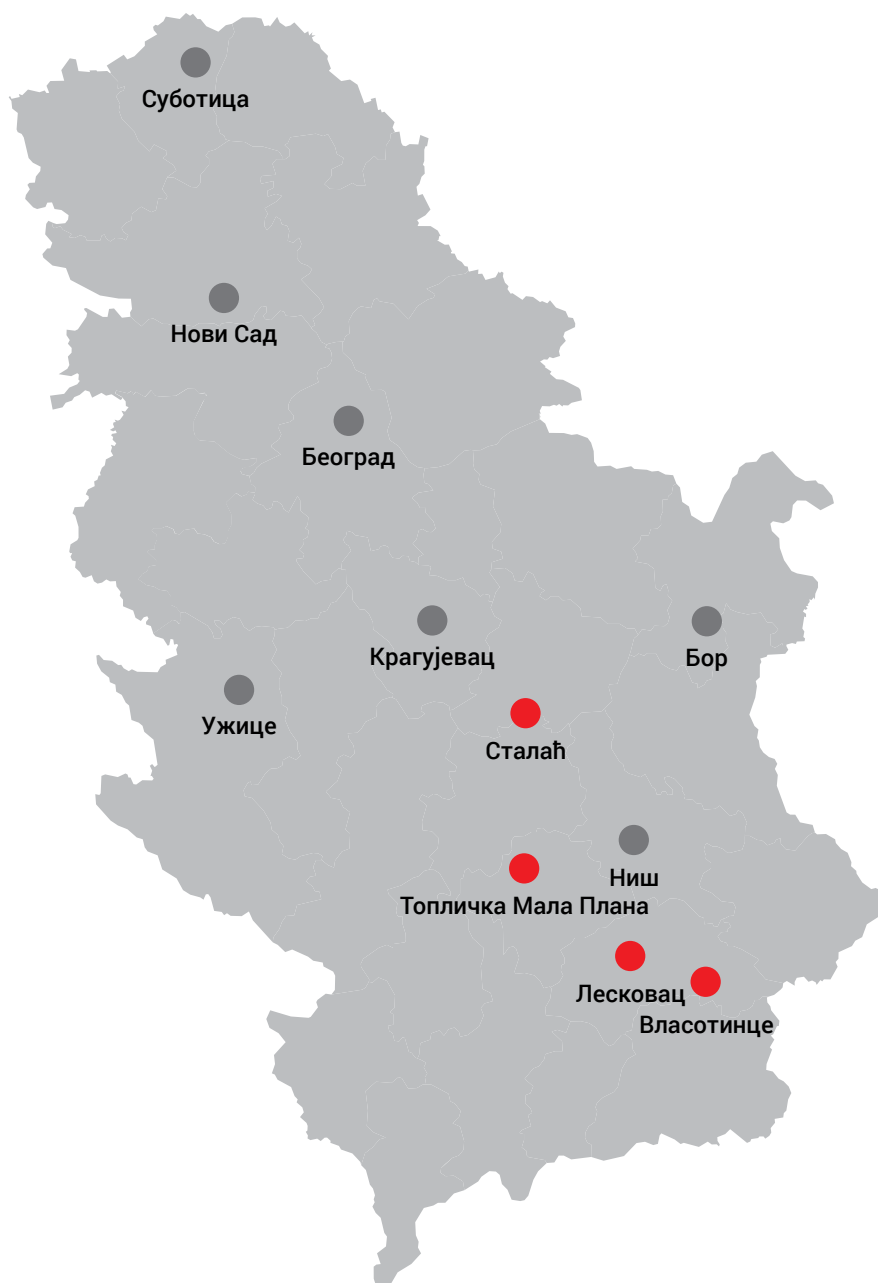 Суботица
Нови Сад
Београд
Крагујевац
Бор
Ужице
Сталаћ
Ниш
Топличка Мала Плана
Лесковац
Власотинце